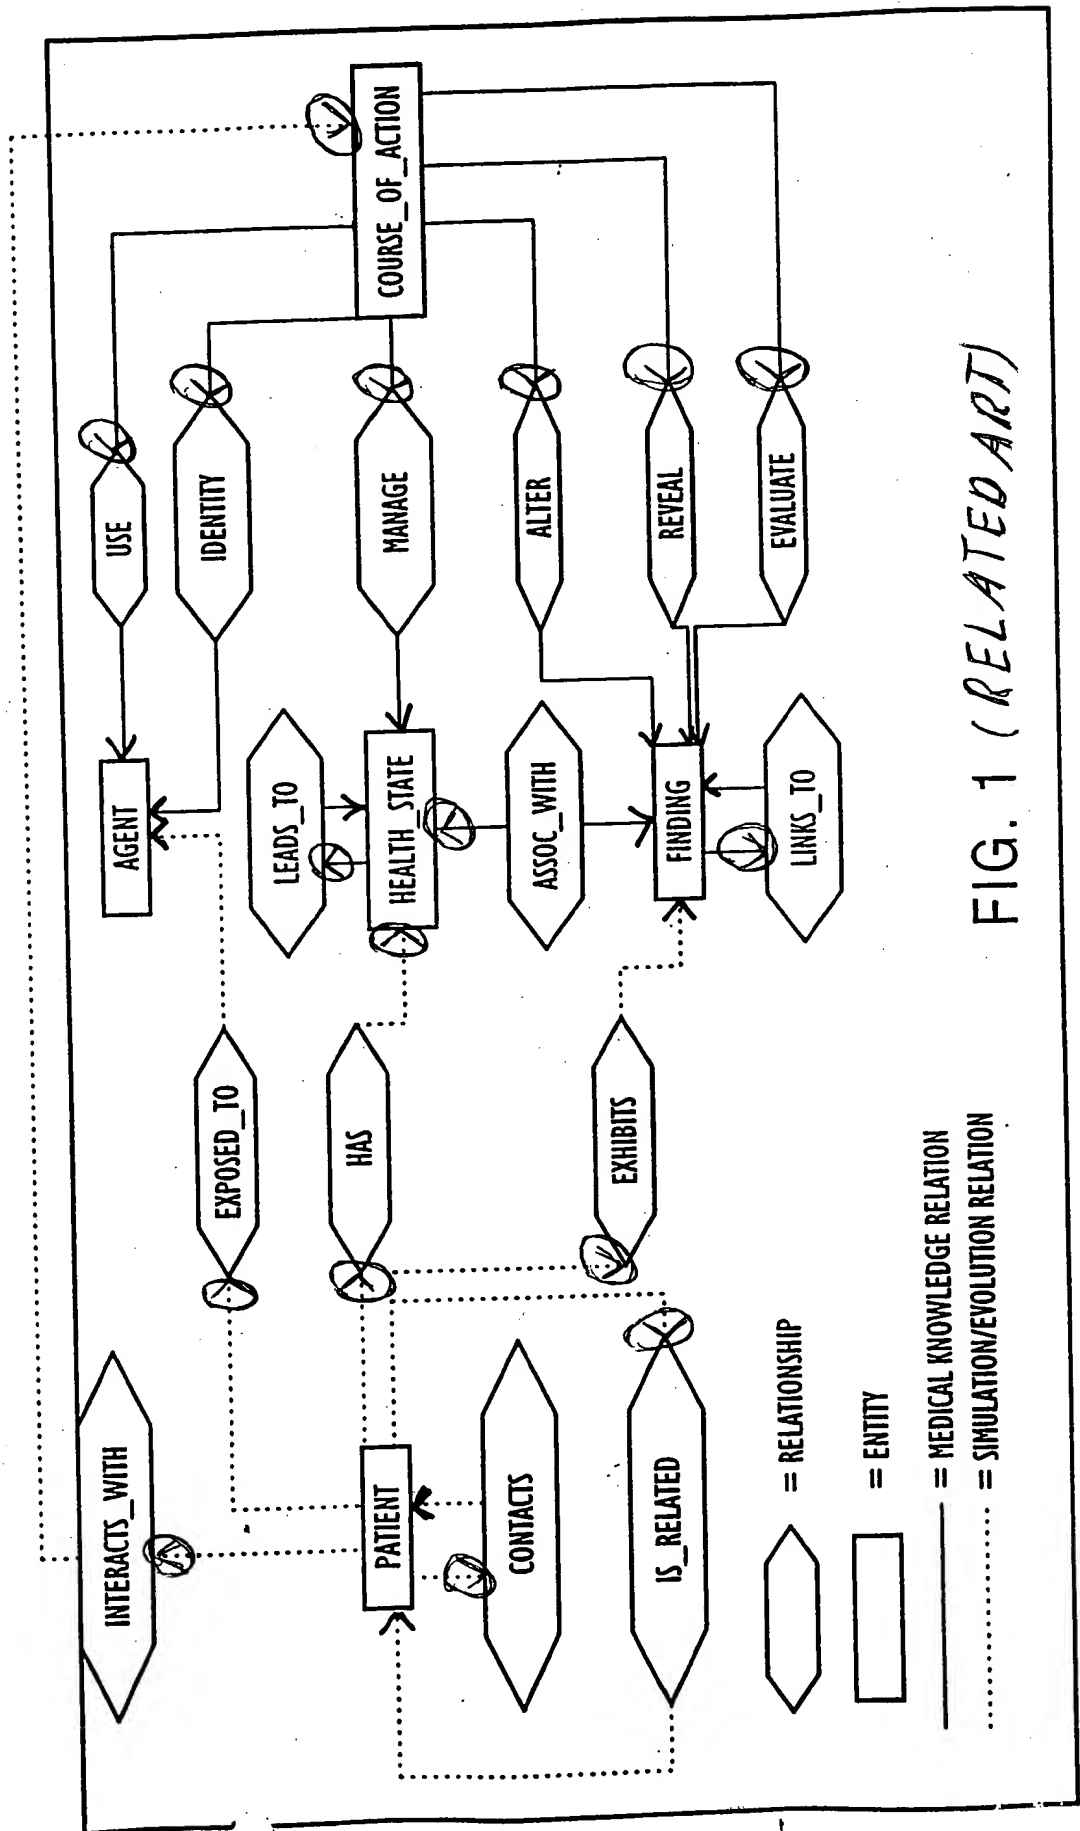 INTERACTS_WITH
EXPOSED_TO
AGENT
USE
IDENTITY
LEADS_TO
PATIENT
HAS
HEALTH_STATE
MANAGE
COURSE_OF_ACTION
CONTACTS
ASSOC_WITH
ALTER
IS_RELATED
EXHIBITS
FINDING
REVEAL
LINKS_TO
EVALUATE
= RELATIONSHIP
= ENTITY
= MEDICAL KNOWLEDGE RELATION
= SIMULATION/EVOLUTION RELATION
FIG. 1 (RELATED ART)